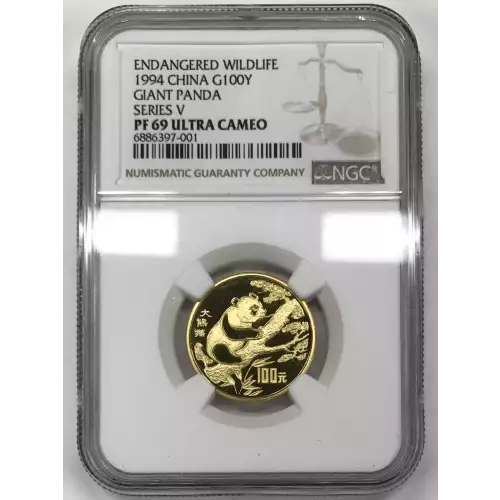 ENDANGERED WILDLIFE
1994 CHINA G100Y
GIANT PANDA
SERIES V
PF 69 ULTRA CAMEO
6886397-001
NUMISMATIC GUARANTY COMPANY
NGC
大熊猫
100元